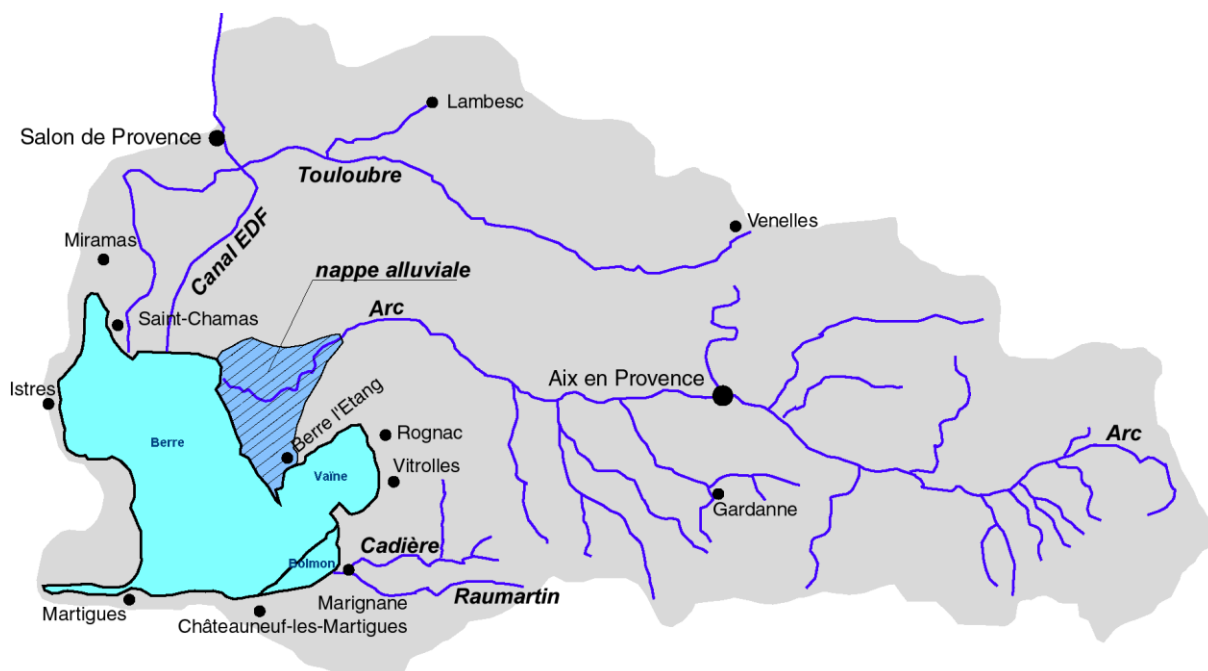 Lambesc
Salon de Provence
Touloubre
Venelles
Miramas
Canal EDF
nappe alluviale
Saint-Chamas
Arc
Istres
Aix en Provence
Berre l'Etang
Rognac
Berre
Arc
Vaïne
Vitrolles
Gardanne
Cadière
Bolmon
Martigues
Marignane
Raumartin
Châteauneuf-les-Martigues